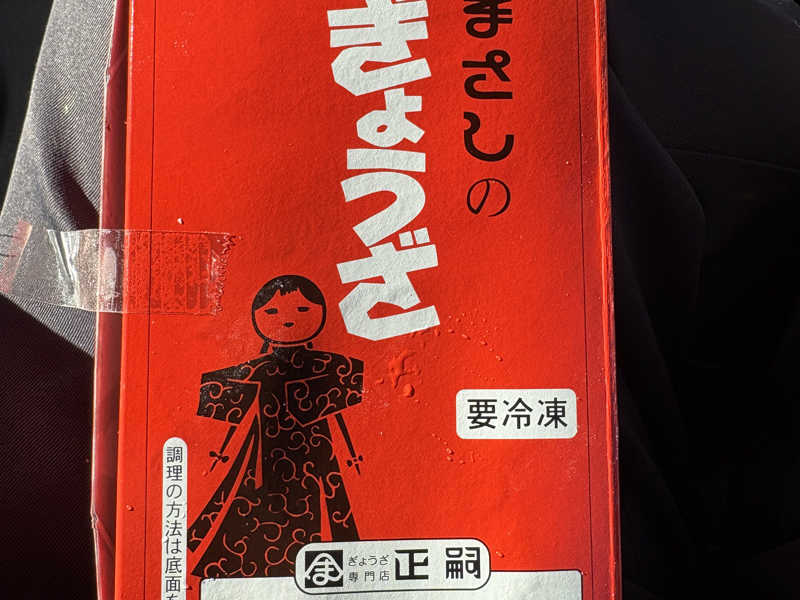 まさしの
ぎょうざ
要冷凍
調理の方法は底面を
ぎょうざ
専門店
正嗣